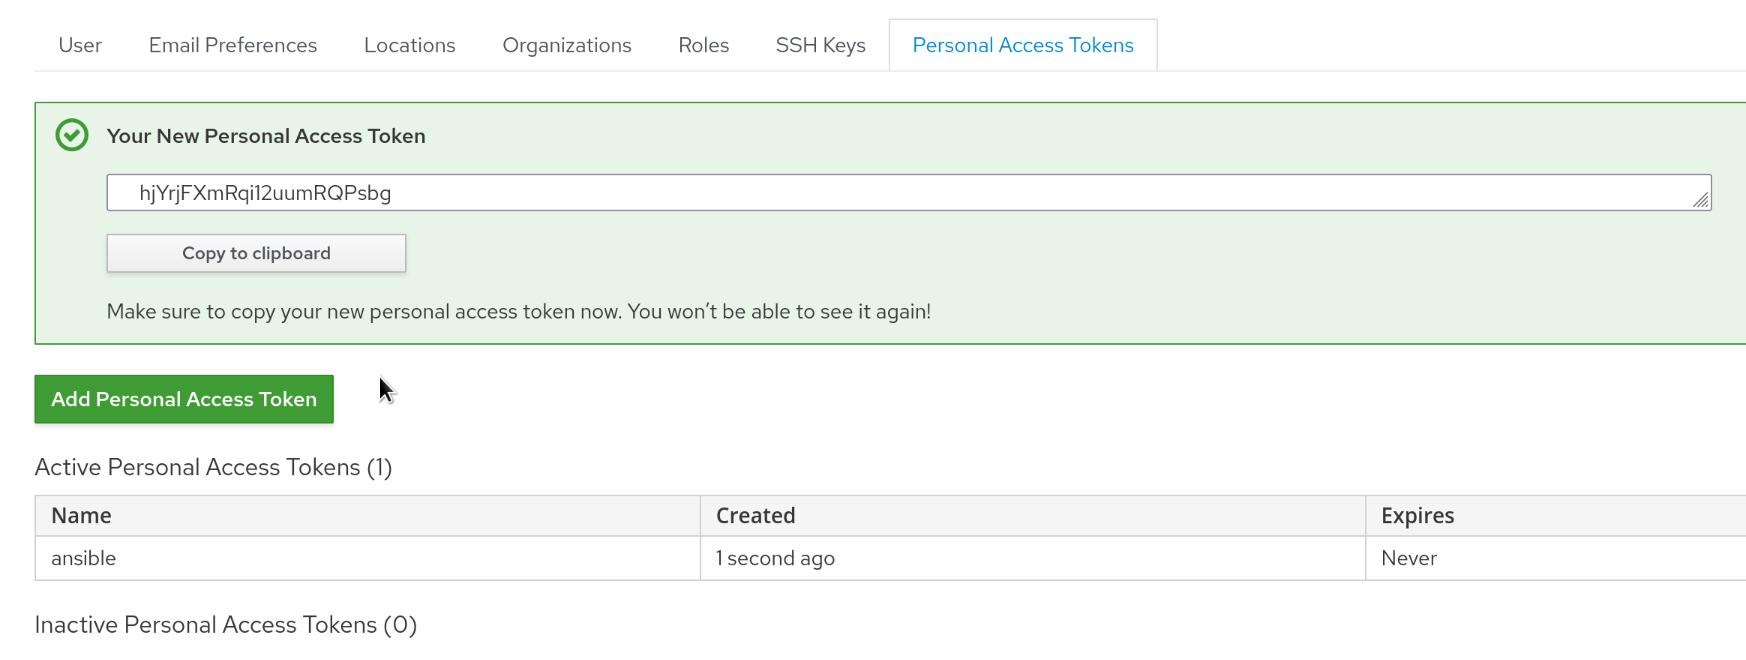 User Email Preferences Locations Organizations Roles SSH Keys Personal Access Tokens
Your New Personal Access Token
hjYrjFXmRqi12uumRQPsbg
Copy to clipboard
Make sure to copy your new personal access token now. You won't be able to see it again!
Add Personal Access Token
Active Personal Access Tokens (1)
Name Created Expires
ansible 1 second ago Never
Inactive Personal Access Tokens (0)